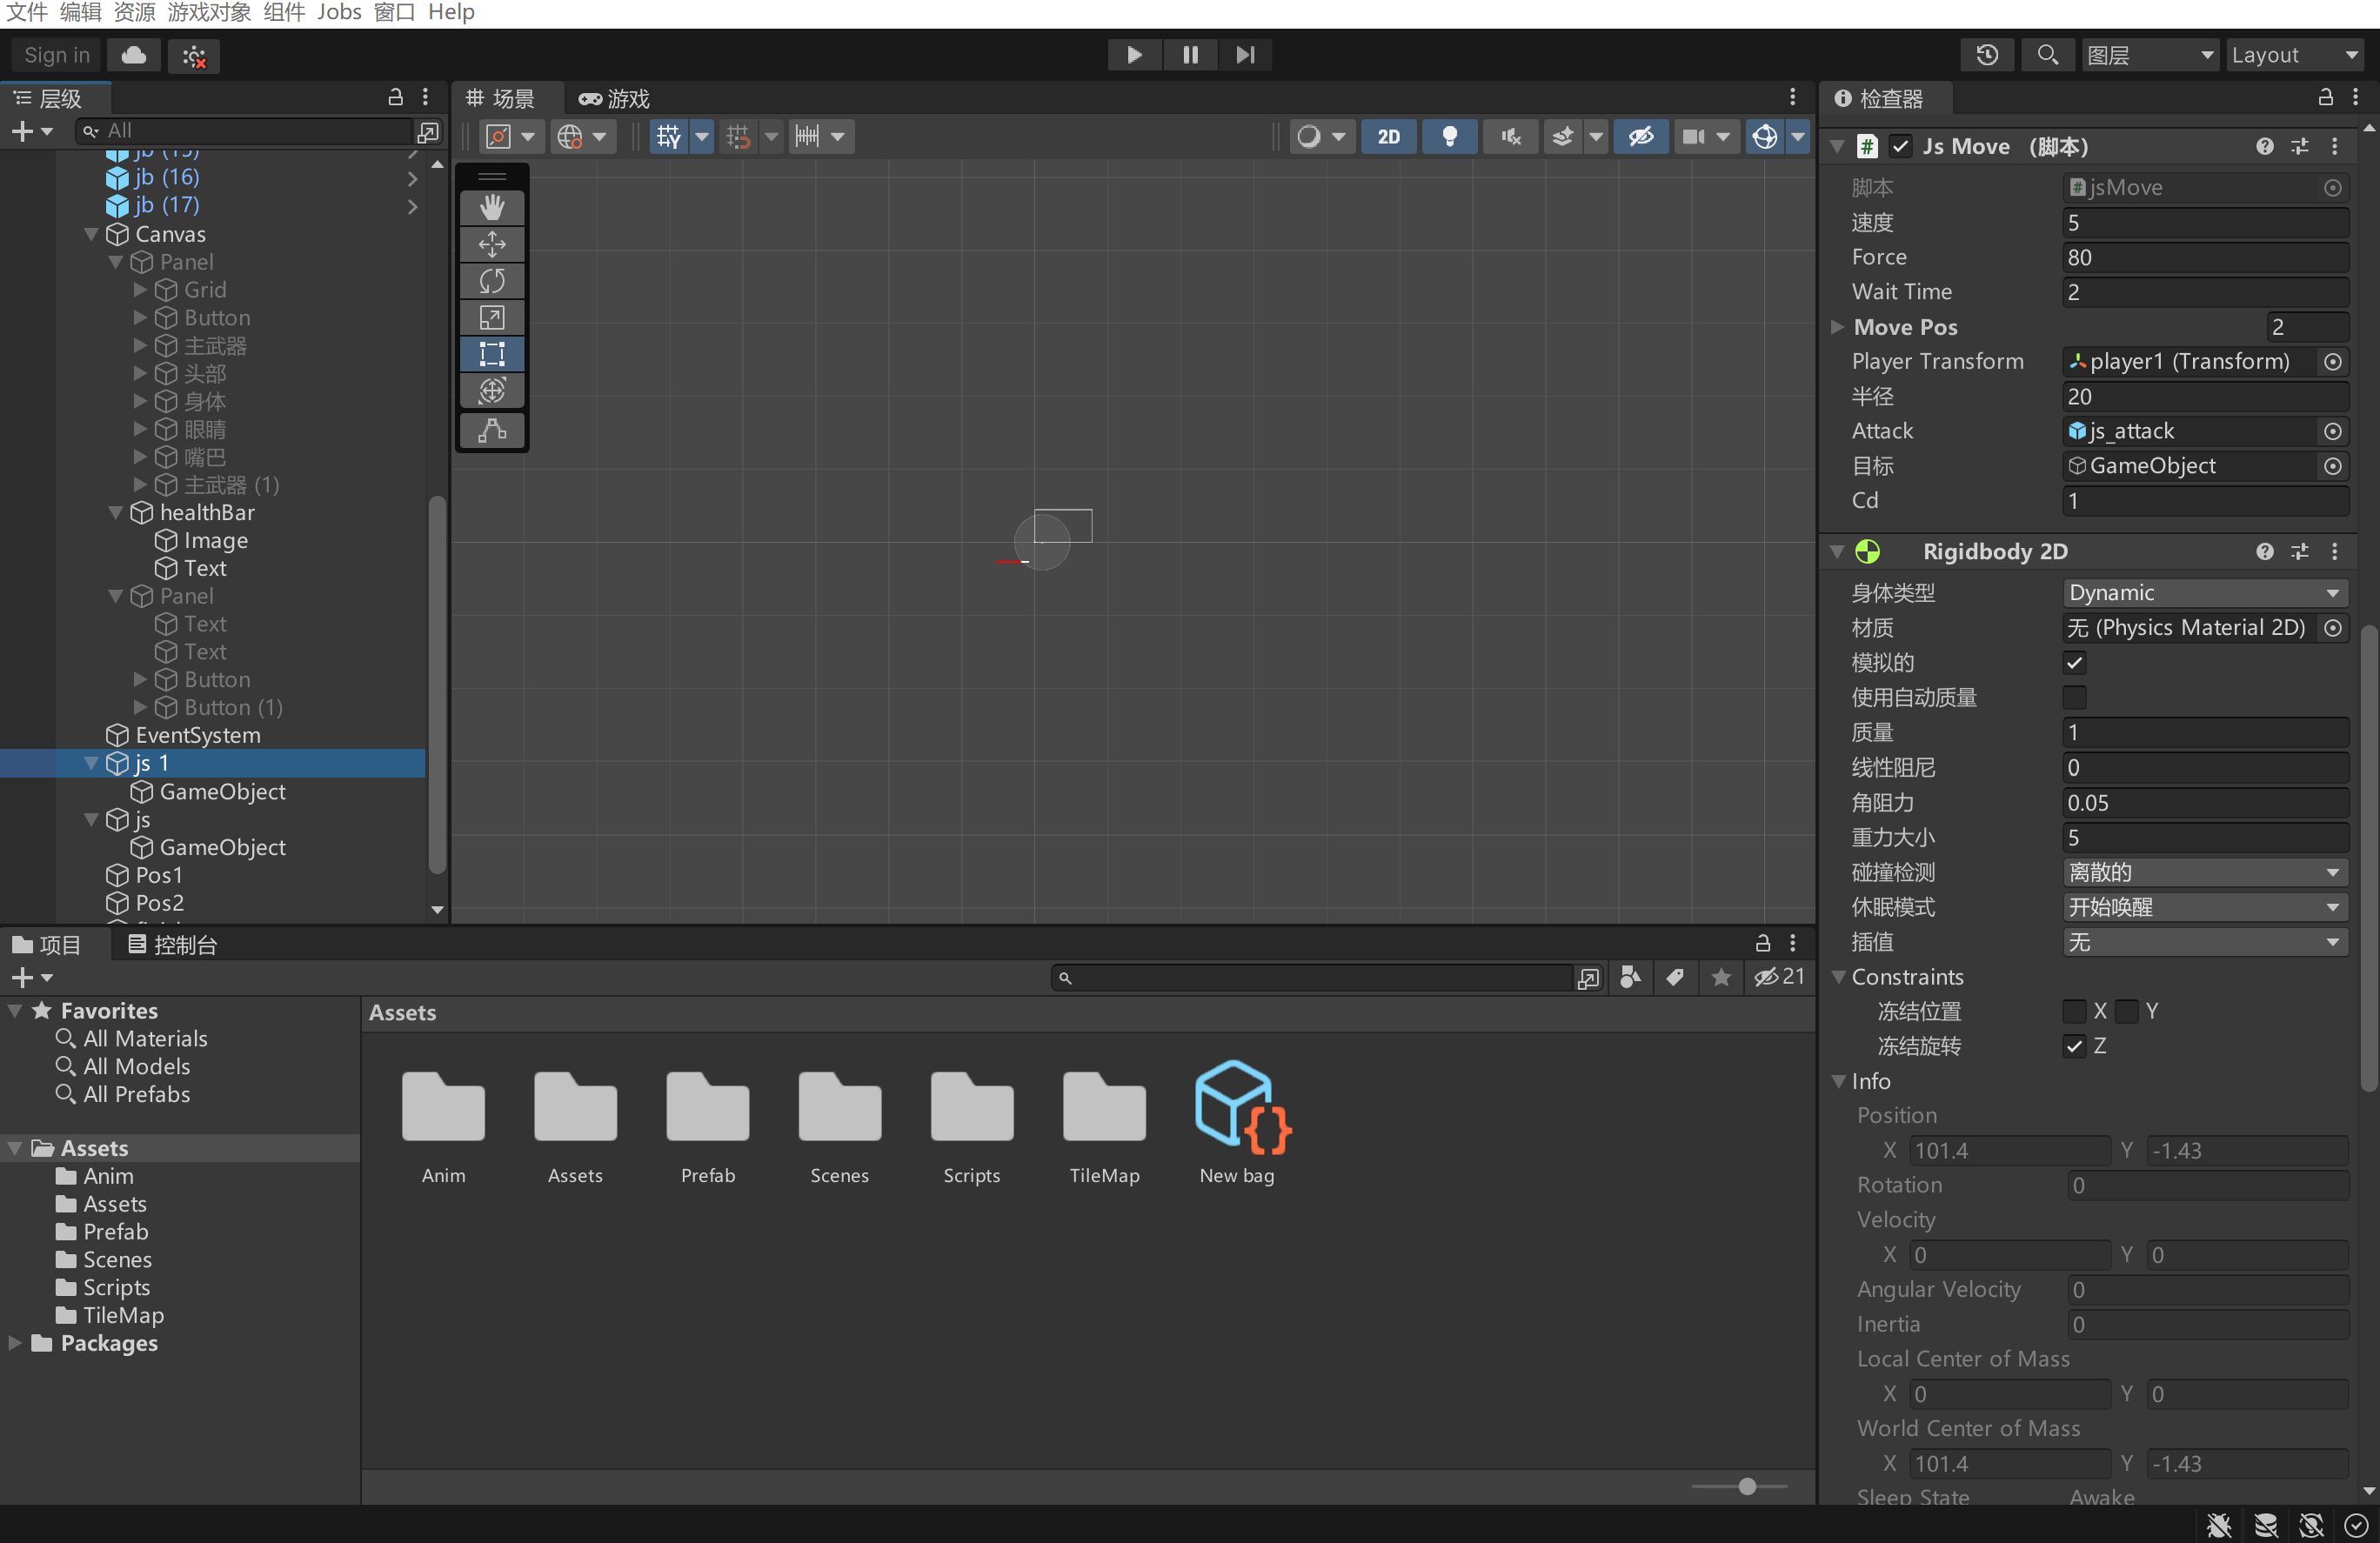 文件 编辑 资源 游戏对象 组件 Jobs 窗口 Help
Sign in
图层
Layout
层级
All
jb (15)
jb (16)
jb (17)
Canvas
Panel
Grid
Button
主武器
头部
身体
眼睛
嘴巴
主武器 (1)
healthBar
Image
Text
Panel
Text
Text
Button
Button (1)
EventSystem
js 1
GameObject
js
GameObject
Pos1
Pos2
场景
游戏
2D
检查器
Js Move （脚本）
脚本 jsMove
速度 5
Force 80
Wait Time 2
Move Pos 2
Player Transform player1 (Transform)
半径 20
Attack js_attack
目标 GameObject
Cd 1
Rigidbody 2D
身体类型 Dynamic
材质 无 (Physics Material 2D)
模拟的
使用自动质量
质量 1
线性阻尼 0
角阻力 0.05
重力大小 5
碰撞检测 离散的
休眠模式 开始唤醒
插值 无
Constraints
冻结位置 X Y
冻结旋转 Z
Info
Position
X 101.4 Y -1.43
Rotation 0
Velocity
X 0 Y 0
Angular Velocity 0
Inertia 0
Local Center of Mass
X 0 Y 0
World Center of Mass
X 101.4 Y -1.43
Sleep State Awake
项目
控制台
21
Favorites
All Materials
All Models
All Prefabs
Assets
Anim
Assets
Prefab
Scenes
Scripts
TileMap
Packages
Assets
Anim
Assets
Prefab
Scenes
Scripts
TileMap
New bag